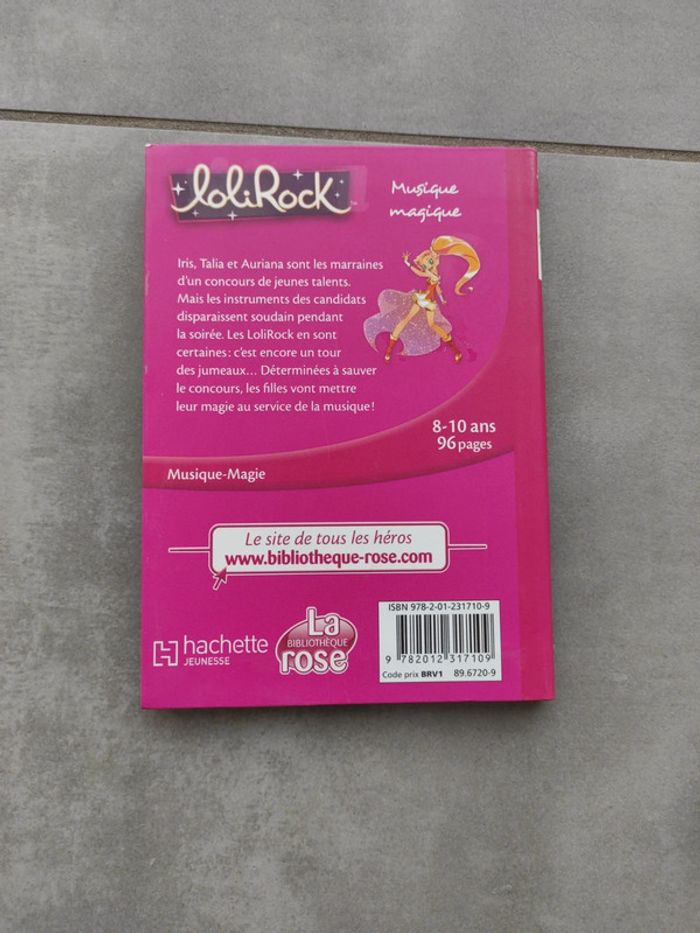 LoliRock™
Musique
magique
Iris, Talia et Auriana sont les marraines
d'un concours de jeunes talents.
Mais les instruments des candidats
disparaissent soudain pendant
la soirée. Les LoliRock en sont
certaines : c'est encore un tour
des jumeaux... Déterminées à sauver
le concours, les filles vont mettre
leur magie au service de la musique !
8-10 ans
96 pages
Musique-Magie
Le site de tous les héros
www.bibliotheque-rose.com
hachette
JEUNESSE
La
BIBLIOTHÈQUE
rose
ISBN 978-2-01-231710-9
9 782012 317109
Code prix BRV1 89.6720-9